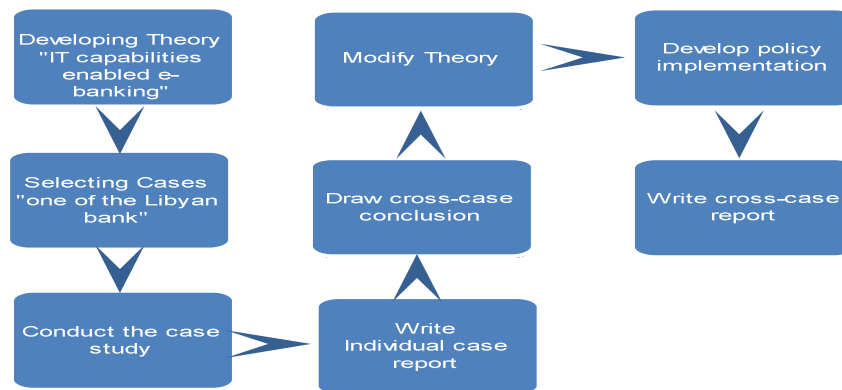 Developing Theory
"IT capabilities
enabled e-
banking"
Selecting Cases
"one of the Libyan
bank"
Conduct the case
study
Write
Individual case
report
Draw cross-case
conclusion
Modify Theory
Develop policy
implementation
Write cross-case
report